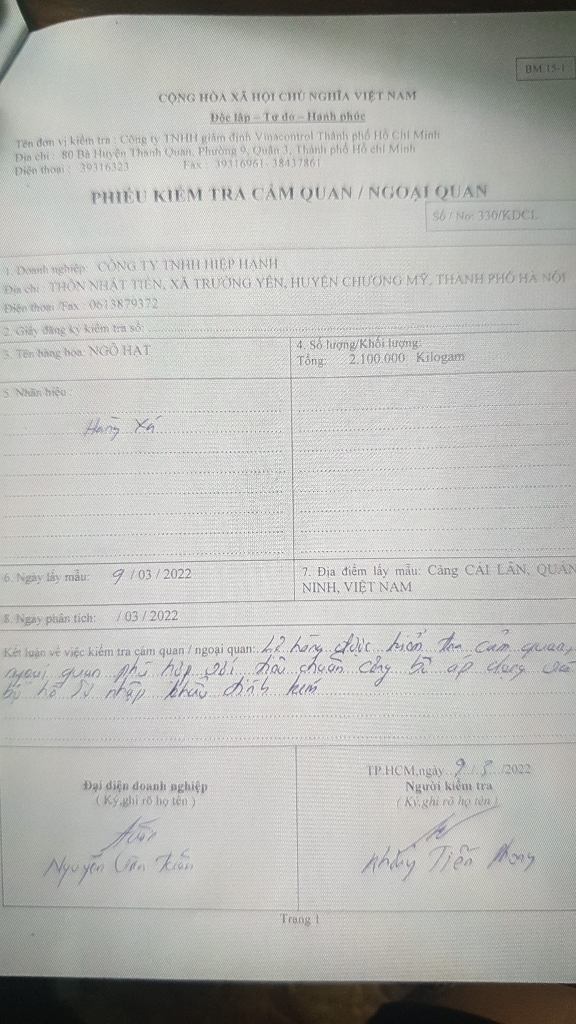 BM 15-1
CỘNG HÒA XÃ HỘI CHỦ NGHĨA VIỆT NAM
Độc lập – Tự do – Hạnh phúc
Tên đơn vị kiểm tra : Công ty TNHH giám định Vinacontrol Thành phố Hồ Chí Minh
Địa chỉ : 80 Bà Huyện Thanh Quan, Phường 9, Quận 3, Thành phố Hồ chí Minh
Điện thoại : 39316323 Fax : 39316961- 38437861
PHIẾU KIỂM TRA CẢM QUAN / NGOẠI QUAN
Số / No: 330/KDCL
1. Doanh nghiệp: CÔNG TY TNHH HIỆP HẠNH
Địa chỉ: THÔN NHẬT TIẾN, XÃ TRƯỜNG YÊN, HUYỆN CHƯƠNG MỸ, THÀNH PHỐ HÀ NỘI
Điện thoại /Fax : 0613879372
2. Giấy đăng ký kiểm tra số:
3. Tên hàng hóa: NGÔ HẠT
4. Số lượng/Khối lượng:
Tổng: 2.100.000 Kilogam
5. Nhãn hiệu :
Hàng Xá
6. Ngày lấy mẫu: 9 / 03 / 2022
7. Địa điểm lấy mẫu: Cảng CÁI LÂN, QUẢN
NINH, VIỆT NAM
8. Ngày phân tích: / 03 / 2022
Kết luận về việc kiểm tra cảm quan / ngoại quan: Lô hàng được kiểm tra cảm quan,
ngoại quan phù hợp với tiêu chuẩn công bố áp dụng và
bộ hồ sơ nhập khẩu đính kèm
TP.HCM,ngày 9 / 3 /2022
Đại diện doanh nghiệp
( Ký,ghi rõ họ tên )
Người kiểm tra
( Ký,ghi rõ họ tên )
Nguyễn Văn
Tiến Phong
Trang 1